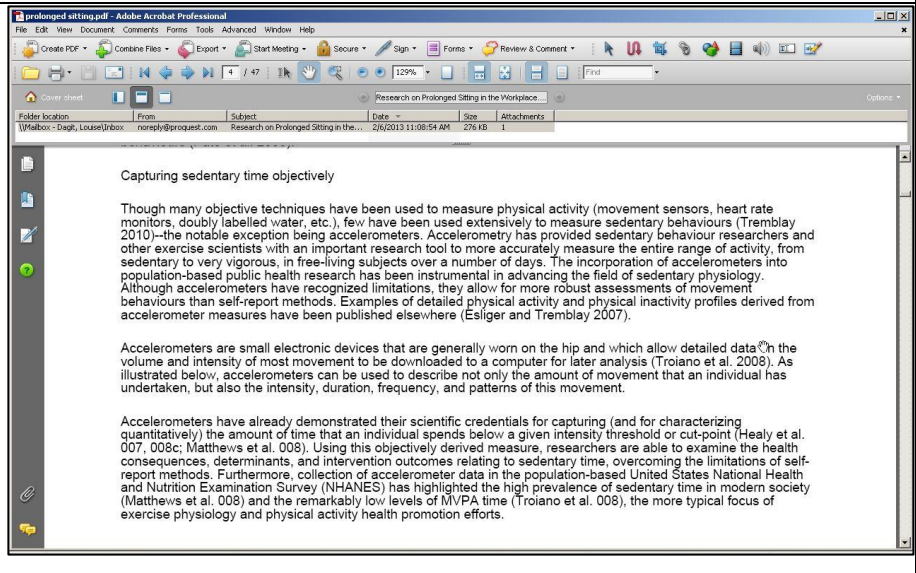 prolonged sitting.pdf - Adobe Acrobat Professional
File Edit View Document Comments Forms Tools Advanced Window Help
Create PDF Combine Files Export Start Meeting Secure Sign Forms Review & Comment
4 / 47 129% Find
Cover sheet Research on Prolonged Sitting in the Workplace.... Options
Folder location From Subject Date Size Attachments
\\Mailbox - Dagit, Louise\Inbox noreply@proquest.com Research on Prolonged Sitting in the... 2/6/2013 11:08:54 AM 276 KB 1
Capturing sedentary time objectively
Though many objective techniques have been used to measure physical activity (movement sensors, heart rate
monitors, doubly labelled water, etc.), few have been used extensively to measure sedentary behaviours (Tremblay
2010)--the notable exception being accelerometers. Accelerometry has provided sedentary behaviour researchers and
other exercise scientists with an important research tool to more accurately measure the entire range of activity, from
sedentary to very vigorous, in free-living subjects over a number of days. The incorporation of accelerometers into
population-based public health research has been instrumental in advancing the field of sedentary physiology.
Although accelerometers have recognized limitations, they allow for more robust assessments of movement
behaviours than self-report methods. Examples of detailed physical activity and physical inactivity profiles derived from
accelerometer measures have been published elsewhere (Esliger and Tremblay 2007).
Accelerometers are small electronic devices that are generally worn on the hip and which allow detailed data on the
volume and intensity of most movement to be downloaded to a computer for later analysis (Troiano et al. 2008). As
illustrated below, accelerometers can be used to describe not only the amount of movement that an individual has
undertaken, but also the intensity, duration, frequency, and patterns of this movement.
Accelerometers have already demonstrated their scientific credentials for capturing (and for characterizing
quantitatively) the amount of time that an individual spends below a given intensity threshold or cut-point (Healy et al.
007, 008c; Matthews et al. 008). Using this objectively derived measure, researchers are able to examine the health
consequences, determinants, and intervention outcomes relating to sedentary time, overcoming the limitations of self-
report methods. Furthermore, collection of accelerometer data in the population-based United States National Health
and Nutrition Examination Survey (NHANES) has highlighted the high prevalence of sedentary time in modern society
(Matthews et al. 008) and the remarkably low levels of MVPA time (Troiano et al. 008), the more typical focus of
exercise physiology and physical activity health promotion efforts.